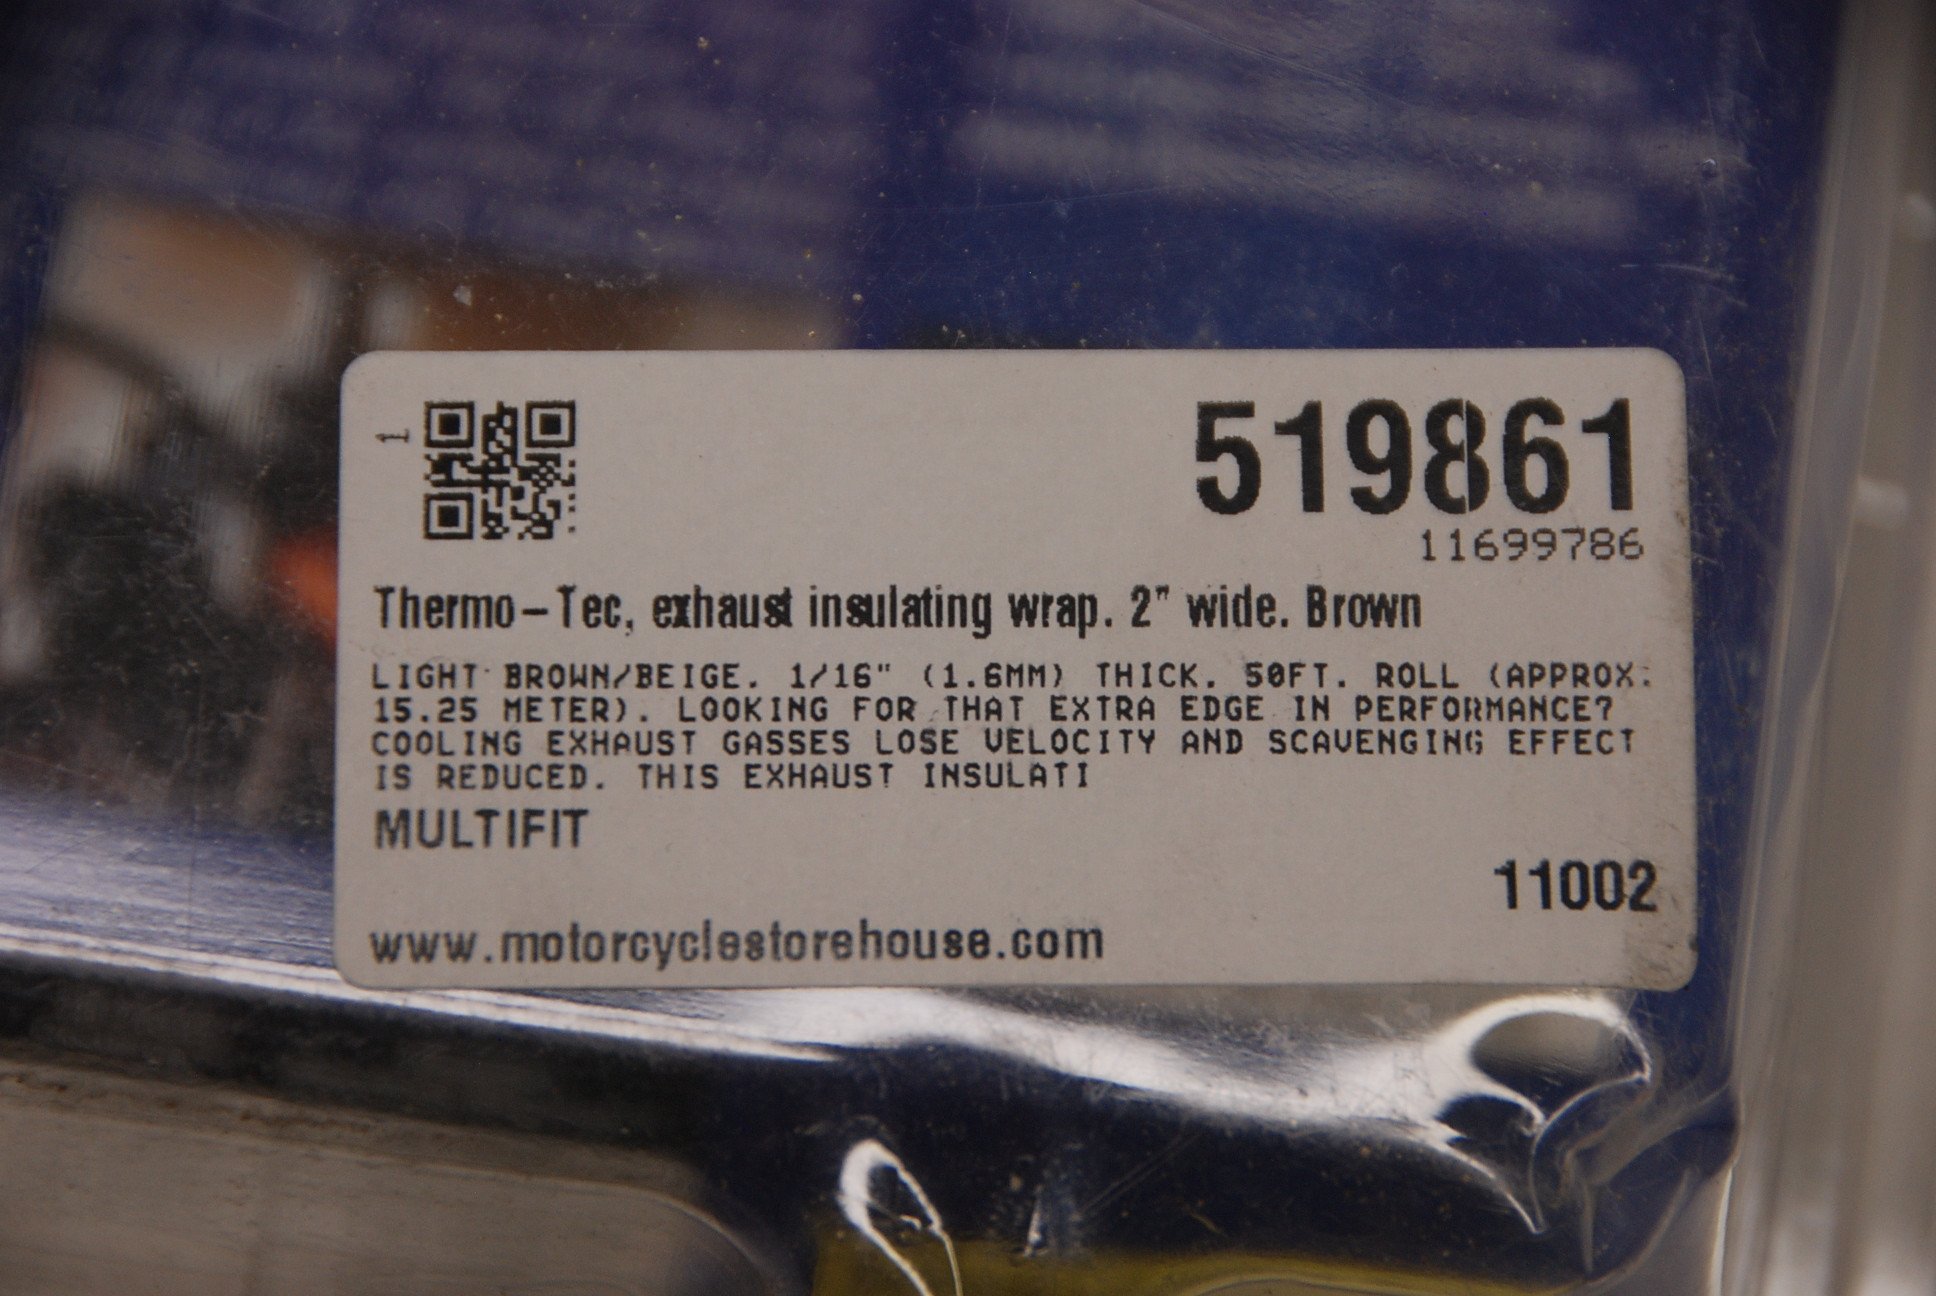 1
519861
11699786
Thermo-Tec, exhaust insulating wrap. 2" wide. Brown
LIGHT BROWN/BEIGE. 1/16" (1.6MM) THICK. 50FT. ROLL (APPROX:
15.25 METER). LOOKING FOR THAT EXTRA EDGE IN PERFORMANCE?
COOLING EXHAUST GASSES LOSE VELOCITY AND SCAVENGING EFFECT
IS REDUCED. THIS EXHAUST INSULATI
MULTIFIT
11002
www.motorcyclestorehouse.com